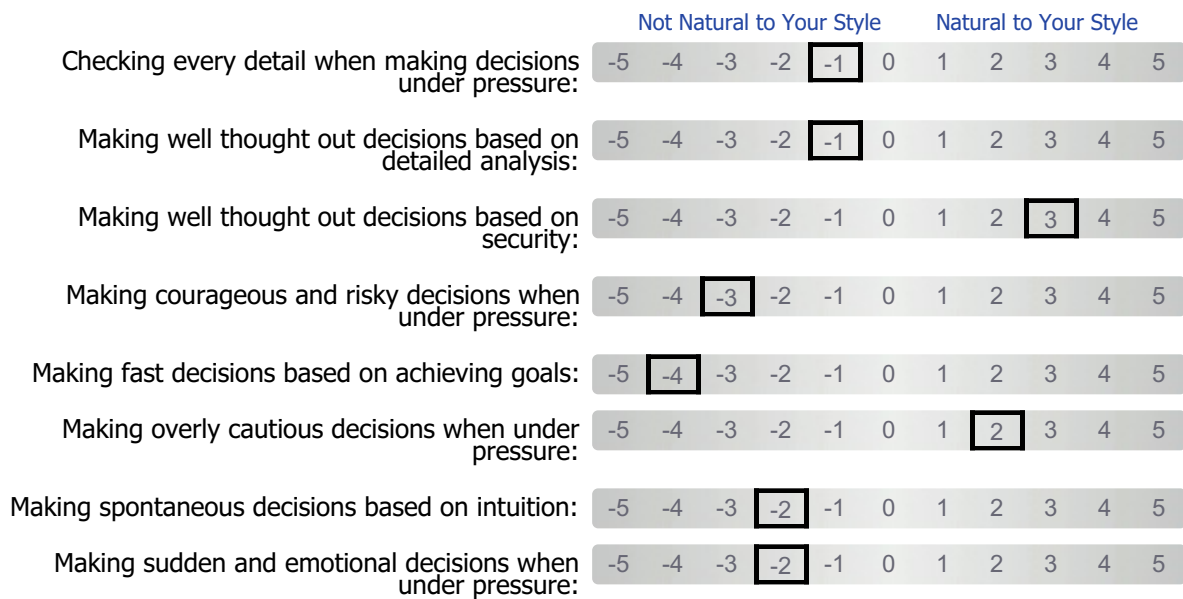 Not Natural to Your Style Natural to Your Style
Checking every detail when making decisions
under pressure:
-5 -4 -3 -2 -1 0 1 2 3 4 5
Making well thought out decisions based on
detailed analysis:
-5 -4 -3 -2 -1 0 1 2 3 4 5
Making well thought out decisions based on
security:
-5 -4 -3 -2 -1 0 1 2 3 4 5
Making courageous and risky decisions when
under pressure:
-5 -4 -3 -2 -1 0 1 2 3 4 5
Making fast decisions based on achieving goals:
-5 -4 -3 -2 -1 0 1 2 3 4 5
Making overly cautious decisions when under
pressure:
-5 -4 -3 -2 -1 0 1 2 3 4 5
Making spontaneous decisions based on intuition:
-5 -4 -3 -2 -1 0 1 2 3 4 5
Making sudden and emotional decisions when
under pressure:
-5 -4 -3 -2 -1 0 1 2 3 4 5